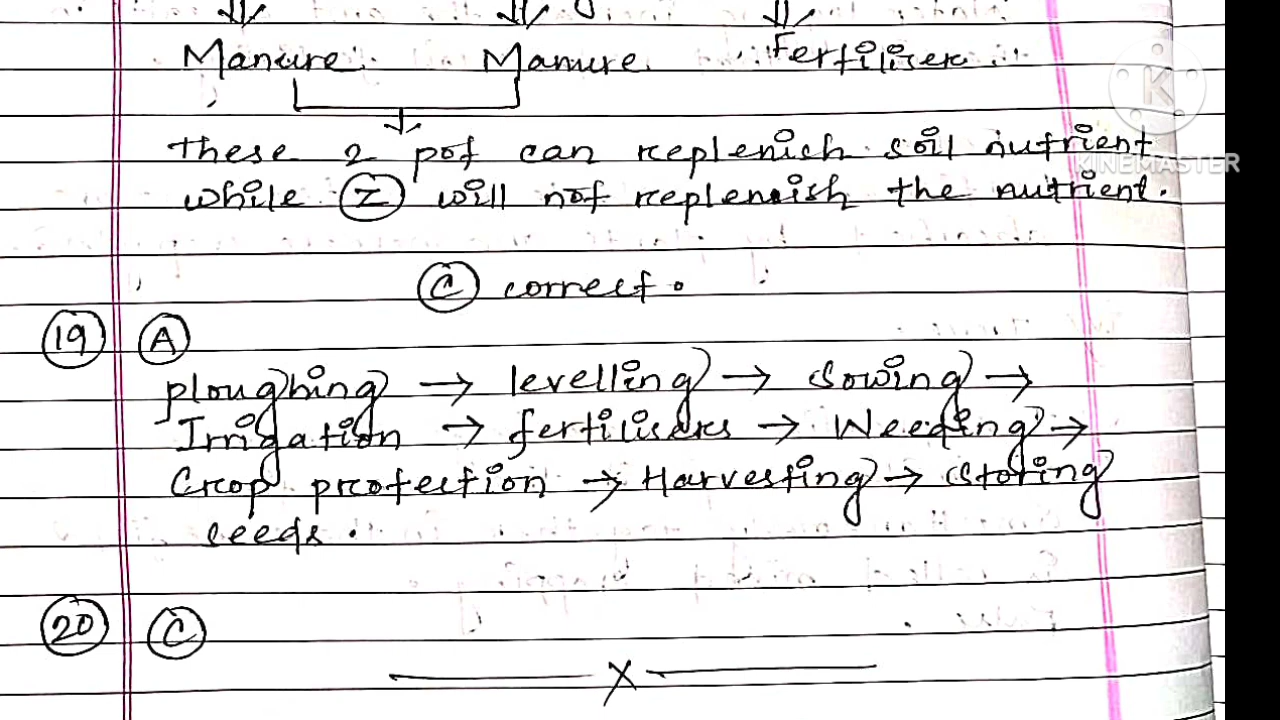 Manure Manure Fertiliser
These 2 pot can replenish soil nutrient
while Z will not replenish the nutrient.
C correct.
19 A
ploughing → levelling → Sowing →
Irrigation → fertilisers → Weeding →
Crop protection → Harvesting → Storing
seeds.
20 C
X
K
KINEMASTER